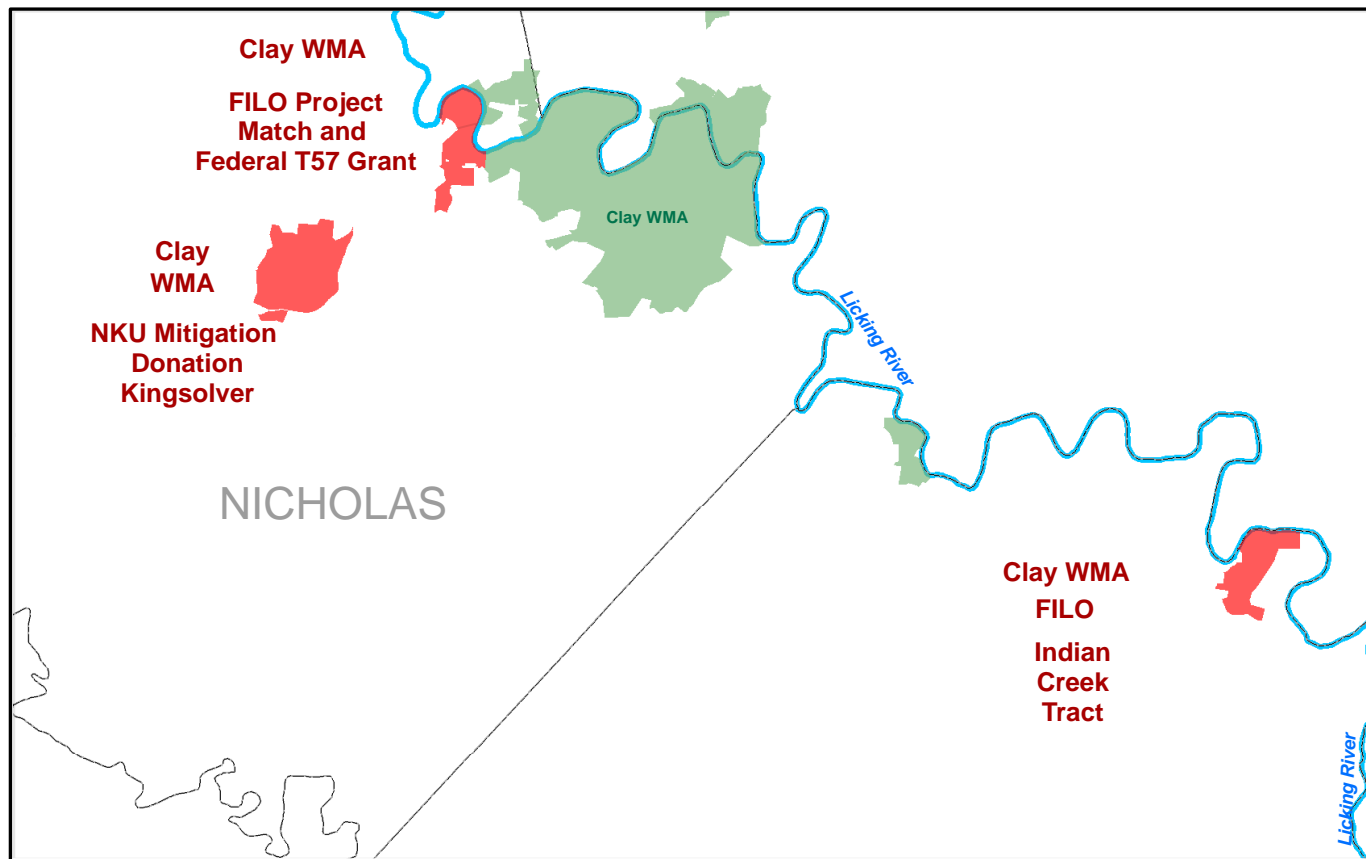 Clay WMA
FILO Project
Match and
Federal T57 Grant
Clay WMA
Clay
WMA
NKU Mitigation
Donation
Kingsolver
Licking River
NICHOLAS
Clay WMA
FILO
Indian
Creek
Tract
Licking River